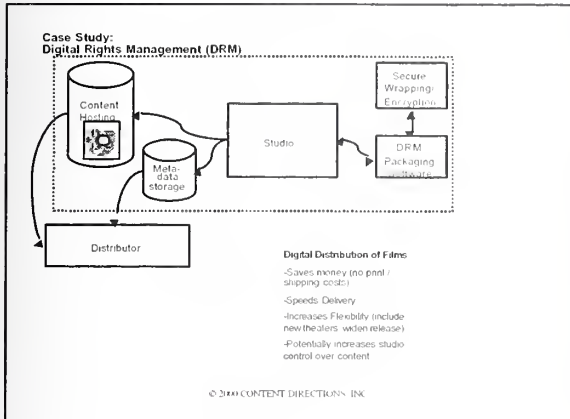 Case Study:
Digital Rights Management (DRM)
Content
Hosting
Meta-
data
storage
Studio
Secure
Wrapping/
Encryption
DRM
Packaging
Software
Distributor
Digital Distribution of Films
-Saves money (no print /
shipping costs)
-Speeds Delivery
-Increases Flexibility (include
new theaters, widen release)
-Potentially increases studio
control over content
© 2000 CONTENT DIRECTIONS, INC